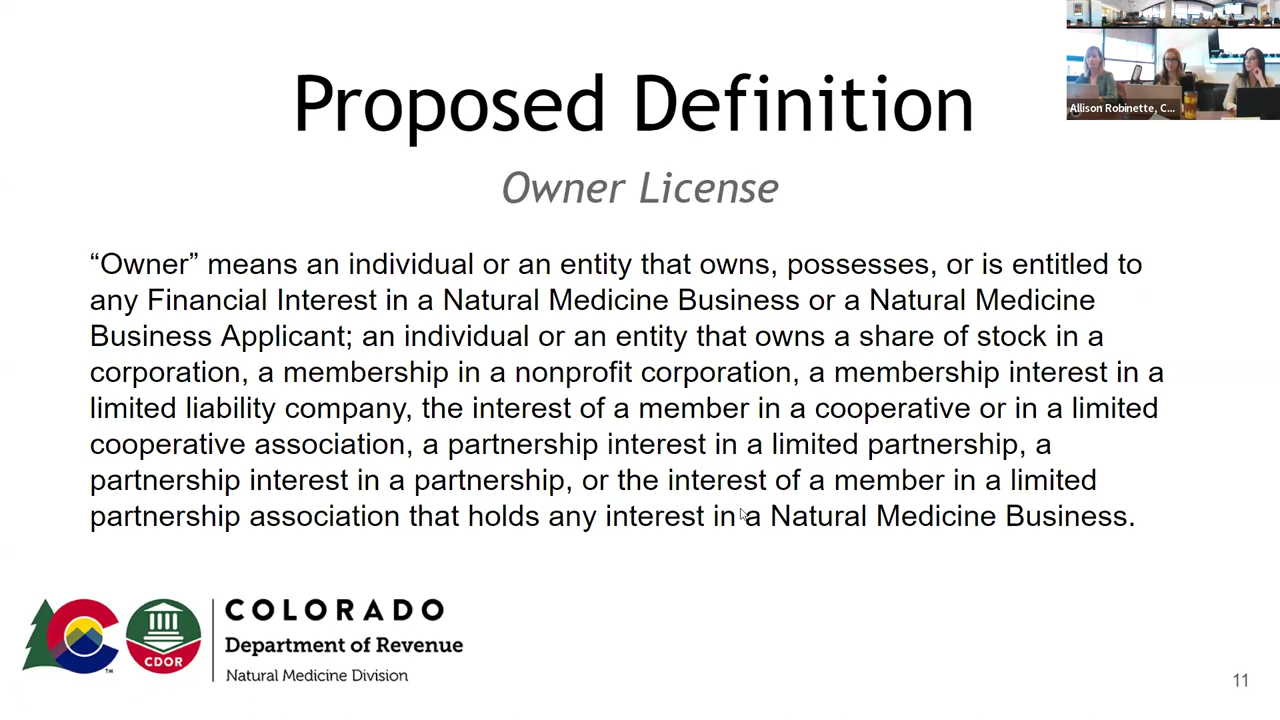 Proposed Definition
Allison Robinette, C...
Owner License
“Owner” means an individual or an entity that owns, possesses, or is entitled to
any Financial Interest in a Natural Medicine Business or a Natural Medicine
Business Applicant; an individual or an entity that owns a share of stock in a
corporation, a membership in a nonprofit corporation, a membership interest in a
limited liability company, the interest of a member in a cooperative or in a limited
cooperative association, a partnership interest in a limited partnership, a
partnership interest in a partnership, or the interest of a member in a limited
partnership association that holds any interest in a Natural Medicine Business.
COLORADO
Department of Revenue
CDOR
TM
Natural Medicine Division
11